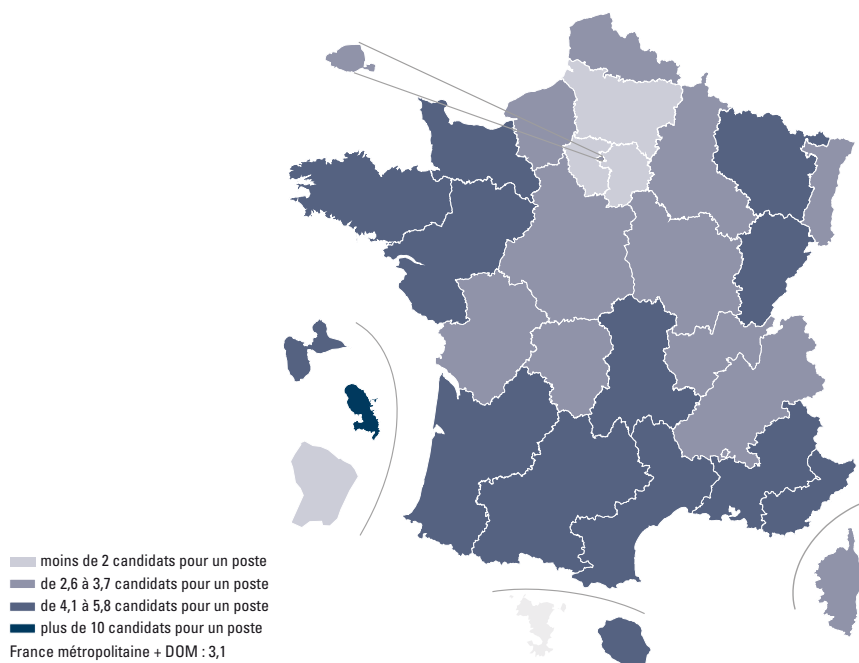 moins de 2 candidats pour un poste
de 2,6 à 3,7 candidats pour un poste
de 4,1 à 5,8 candidats pour un poste
plus de 10 candidats pour un poste
France métropolitaine + DOM : 3,1